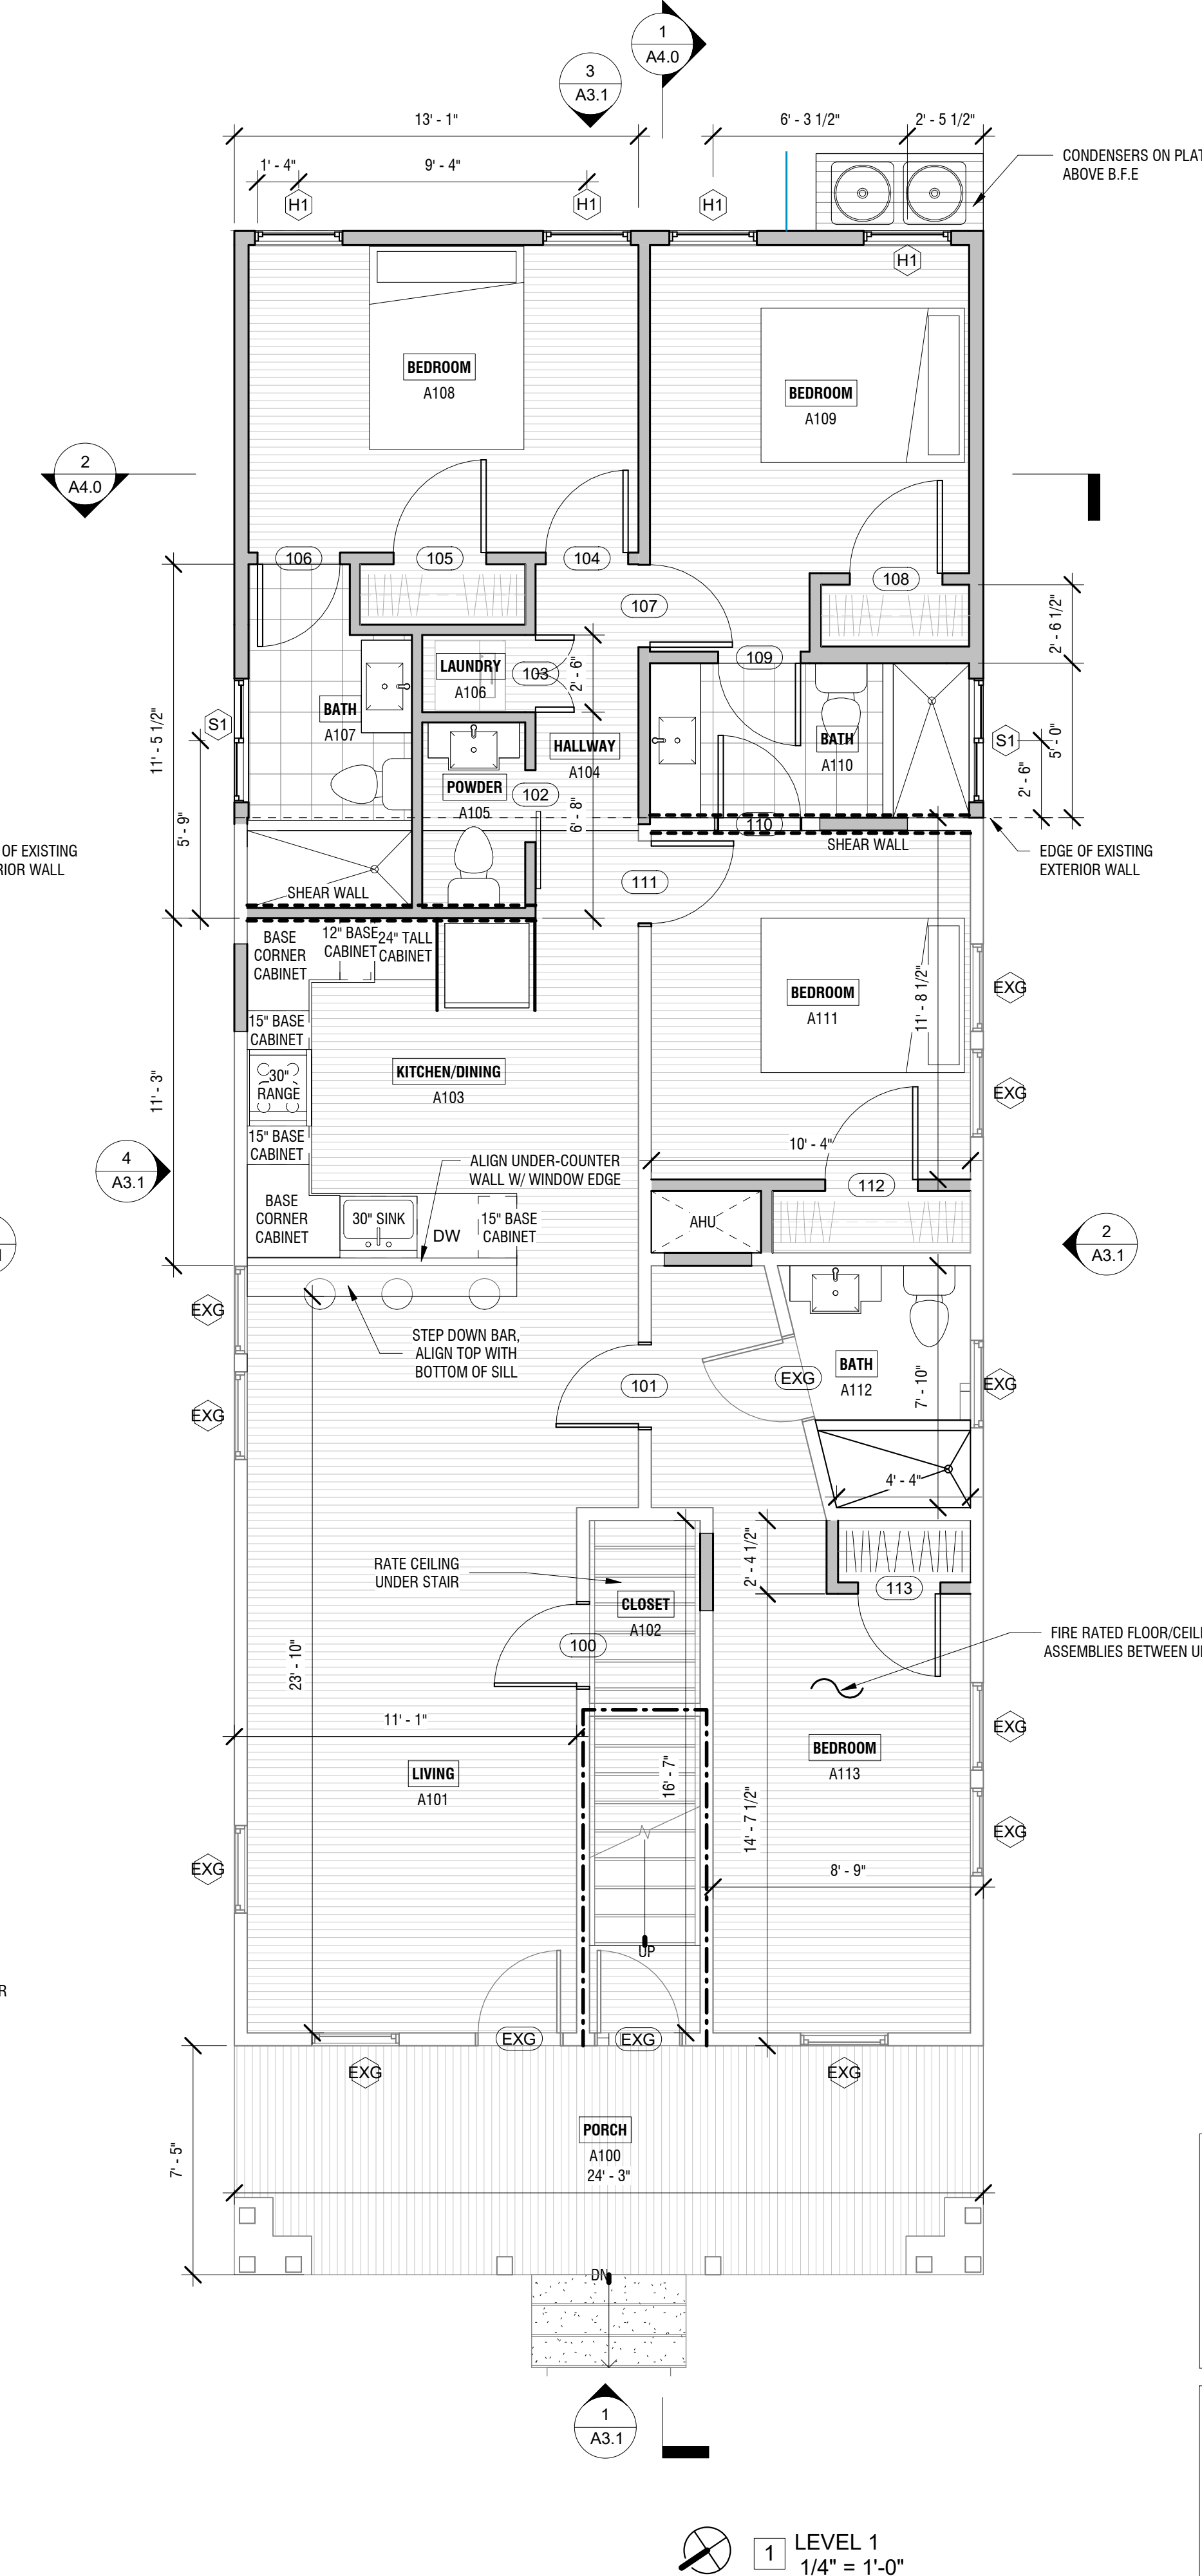 1
A4.0
3
A3.1
13' - 1"
6' - 3 1/2"
2' - 5 1/2"
1' - 4"
9' - 4"
CONDENSERS ON PLAT
ABOVE B.F.E
H1
H1
H1
H1
BEDROOM
A108
BEDROOM
A109
2
A4.0
106
105
104
108
107
2' - 6 1/2"
LAUNDRY
A106
103
2' - 6"
109
BATH
A107
S1
11' - 5 1/2"
HALLWAY
A104
BATH
A110
S1
5' - 0"
2' - 6"
POWDER
A105
102
6' - 8"
5' - 9"
110
SHEAR WALL
OF EXISTING
RIOR WALL
EDGE OF EXISTING
EXTERIOR WALL
SHEAR WALL
111
BASE
CORNER
CABINET
12" BASE
CABINET
24" TALL
CABINET
BEDROOM
A111
11' - 8 1/2"
EXG
15" BASE
CABINET
30"
RANGE
KITCHEN/DINING
A103
11' - 3"
EXG
15" BASE
CABINET
10' - 4"
4
A3.1
ALIGN UNDER-COUNTER
WALL W/ WINDOW EDGE
112
BASE
CORNER
CABINET
30" SINK
DW
15" BASE
CABINET
AHU
2
A3.1
EXG
STEP DOWN BAR,
ALIGN TOP WITH
BOTTOM OF SILL
BATH
A112
7' - 10"
EXG
101
EXG
EXG
4' - 4"
RATE CEILING
UNDER STAIR
2' - 4 1/2"
CLOSET
A102
113
100
23' - 10"
FIRE RATED FLOOR/CEIL
ASSEMBLIES BETWEEN U
11' - 1"
EXG
BEDROOM
A113
LIVING
A101
16' - 7"
14' - 7 1/2"
EXG
8' - 9"
EXG
UP
R
EXG
EXG
EXG
EXG
PORCH
A100
24' - 3"
7' - 5"
DN
1
A3.1
1
LEVEL 1
1/4" = 1'-0"